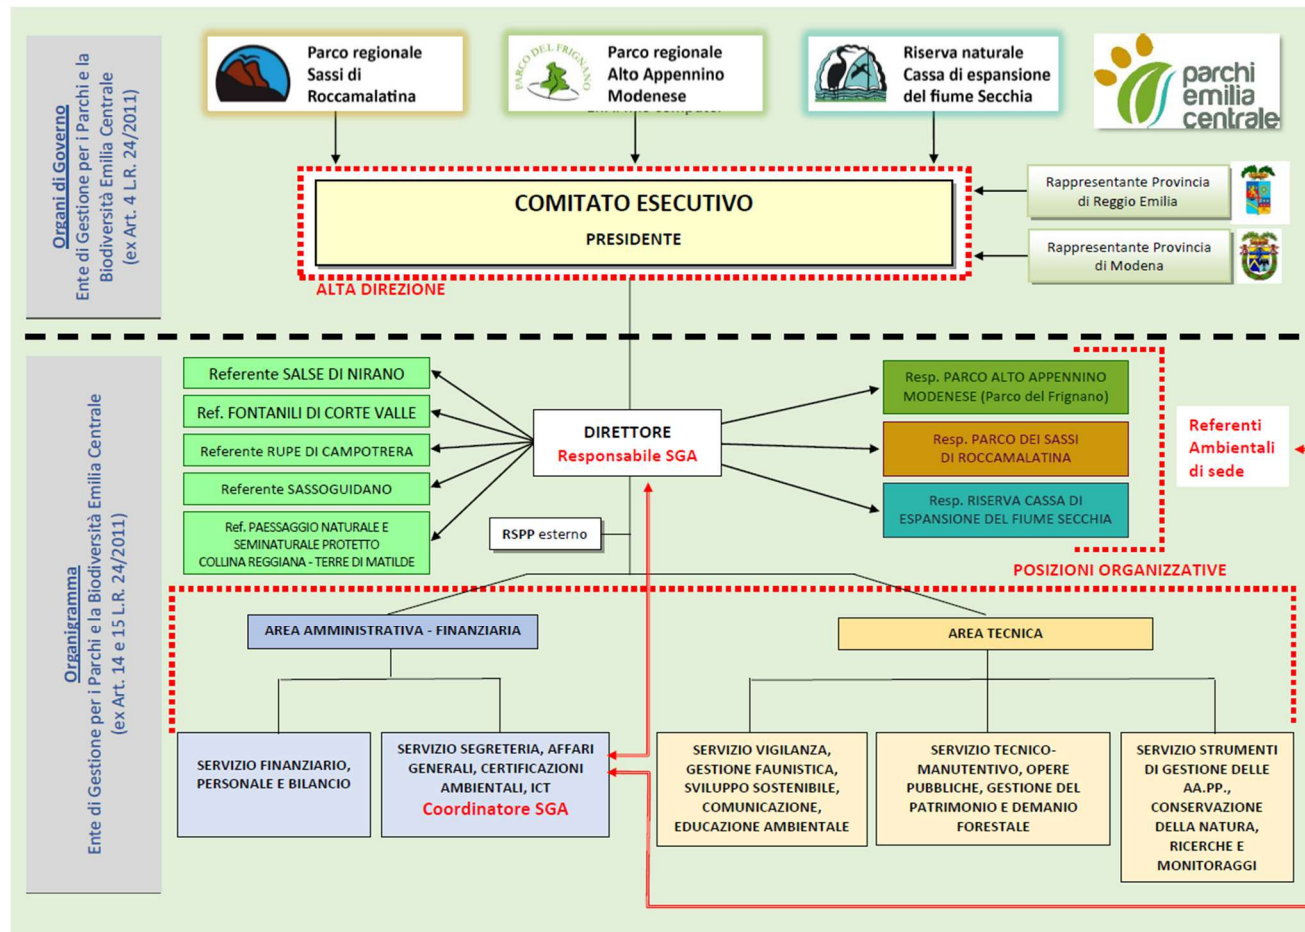 Organi di Governo
Ente di Gestione per i Parchi e la
Biodiversità Emilia Centrale
(ex Art. 4 L.R. 24/2011)
Parco regionale
Sassi di
Roccamalatina
PARCO DEL FRIGNANO
Parco regionale
Alto Appennino
Modenese
Riserva naturale
Cassa di espansione
del fiume Secchia
parchi
emilia
centrale
COMITATO ESECUTIVO
PRESIDENTE
ALTA DIREZIONE
Rappresentante Provincia
di Reggio Emilia
Rappresentante Provincia
di Modena
Organigramma
Ente di Gestione per i Parchi e la Biodiversità Emilia Centrale
(ex Art. 14 e 15 L.R. 24/2011)
Referente SALSE DI NIRANO
Ref. FONTANILI DI CORTE VALLE
Referente RUPE DI CAMPOTRERA
Referente SASSOGUIDANO
Ref. PAESSAGGIO NATURALE E
SEMINATURALE PROTETTO
COLLINA REGGIANA - TERRE DI MATILDE
DIRETTORE
Responsabile SGA
RSPP esterno
Resp. PARCO ALTO APPENNINO
MODENESE (Parco del Frignano)
Resp. PARCO DEI SASSI
DI ROCCAMALATINA
Resp. RISERVA CASSA DI
ESPANSIONE DEL FIUME SECCHIA
Referenti
Ambientali
di sede
POSIZIONI ORGANIZZATIVE
AREA AMMINISTRATIVA - FINANZIARIA
AREA TECNICA
SERVIZIO FINANZIARIO,
PERSONALE E BILANCIO
SERVIZIO SEGRETERIA, AFFARI
GENERALI, CERTIFICAZIONI
AMBIENTALI, ICT
Coordinatore SGA
SERVIZIO VIGILANZA,
GESTIONE FAUNISTICA,
SVILUPPO SOSTENIBILE,
COMUNICAZIONE,
EDUCAZIONE AMBIENTALE
SERVIZIO TECNICO-
MANUTENTIVO, OPERE
PUBBLICHE, GESTIONE DEL
PATRIMONIO E DEMANIO
FORESTALE
SERVIZIO STRUMENTI
DI GESTIONE DELLE
AA.PP.,
CONSERVAZIONE
DELLA NATURA,
RICERCHE E
MONITORAGGI